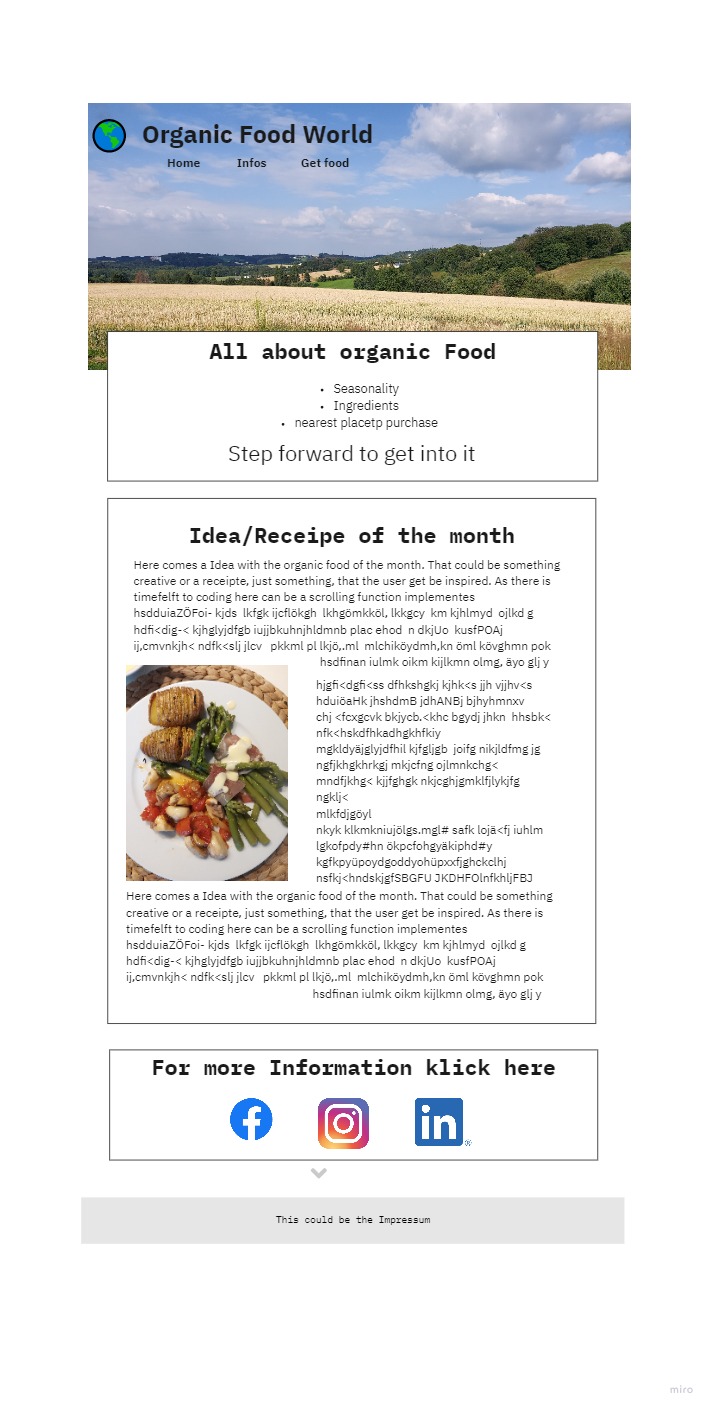 Organic Food World
Home Infos Get food
All about organic Food
• Seasonality
• Ingredients
• nearest placetp purchase
Step forward to get into it
Idea/Receipe of the month
Here comes a Idea with the organic food of the month. That could be something
creative or a receipte, just something, that the user get be inspired. As there is
timefelft to coding here can be a scrolling function implementes
hsdduiaZÖFoi- kjds lkfgk ijcflökgh lkhgömkköl, lkkgcy km kjhlmyd ojlkd g
hdfi<dig-< kjhglyjdfgb iujjbkuhnjhldmnb plac ehod n dkjUo kusfPOAj
ij,cmvnkjh< ndfk<slj jlcv pkkml pl lkjö,.ml mlchiköydmh,kn öml kövghmn pok
hsdfinan iulmk oikm kijlkmn olmg, äyo glj y
hjgfi<dgfi<ss dfhkshgkj kjhk<s jjh vjjhv<s
hduiöaHk jhshdmB jdhANBj bjhyhmnxv
chj <fcxgcvk bkjycb.<khc bgydj jhkn hhsbk<
nfk<hskdfhkadhgkhfkiy
mgkldyäjglyjdfhil kjfgljgb joifg nikjldfmg jg
ngfjkhgkhrkgj mkjcfng ojlmnkchg<
mndfjkhg< kjjfghgk nkjcghjgmklfjlykjfg
ngklj<
mlkfdjgöyl
nkyk klkmkniujölgs.mgl# safk lojä<fj iuhlm
lgkofpdy#hn ökpcfohgyäkiphd#y
kgfkpyüpoydgoddyohüpxxfjghckclhj
nsfkj<hndskjgfSBGFU JKDHFOlnfkhljFBJ
Here comes a Idea with the organic food of the month. That could be something
creative or a receipte, just something, that the user get be inspired. As there is
timefelft to coding here can be a scrolling function implementes
hsdduiaZÖFoi- kjds lkfgk ijcflökgh lkhgömkköl, lkkgcy km kjhlmyd ojlkd g
hdfi<dig-< kjhglyjdfgb iujjbkuhnjhldmnb plac ehod n dkjUo kusfPOAj
ij,cmvnkjh< ndfk<slj jlcv pkkml pl lkjö,.ml mlchiköydmh,kn öml kövghmn pok
hsdfinan iulmk oikm kijlkmn olmg, äyo glj y
For more Information klick here
in ®
This could be the Impressum
miro